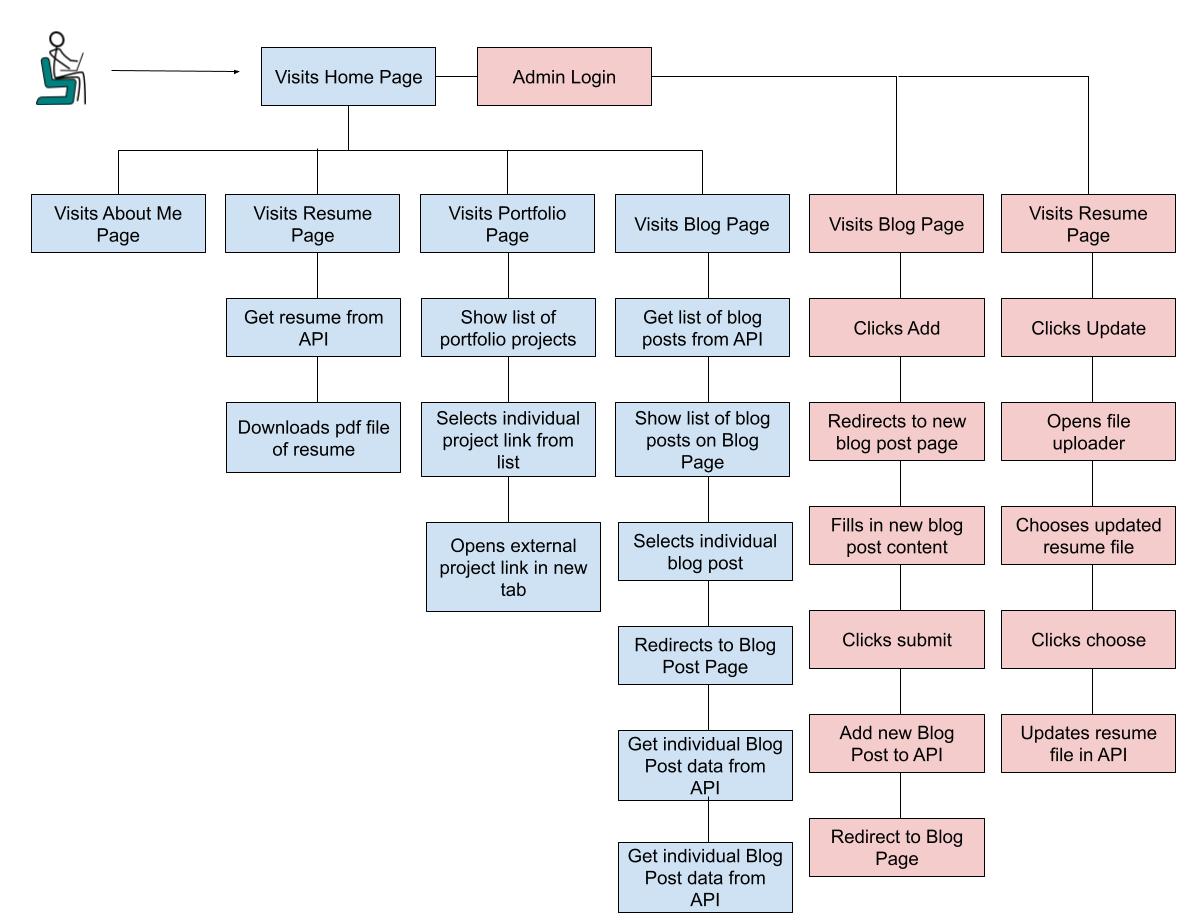 Visits Home Page
Admin Login
Visits About Me
Page
Visits Resume
Page
Visits Portfolio
Page
Visits Blog Page
Visits Blog Page
Visits Resume
Page
Get resume from
API
Show list of
portfolio projects
Get list of blog
posts from API
Clicks Add
Clicks Update
Downloads pdf file
of resume
Selects individual
project link from
list
Show list of blog
posts on Blog
Page
Redirects to new
blog post page
Opens file
uploader
Opens external
project link in new
tab
Selects individual
blog post
Fills in new blog
post content
Chooses updated
resume file
Redirects to Blog
Post Page
Clicks submit
Clicks choose
Get individual Blog
Post data from
API
Add new Blog
Post to API
Updates resume
file in API
Get individual Blog
Post data from
API
Redirect to Blog
Page